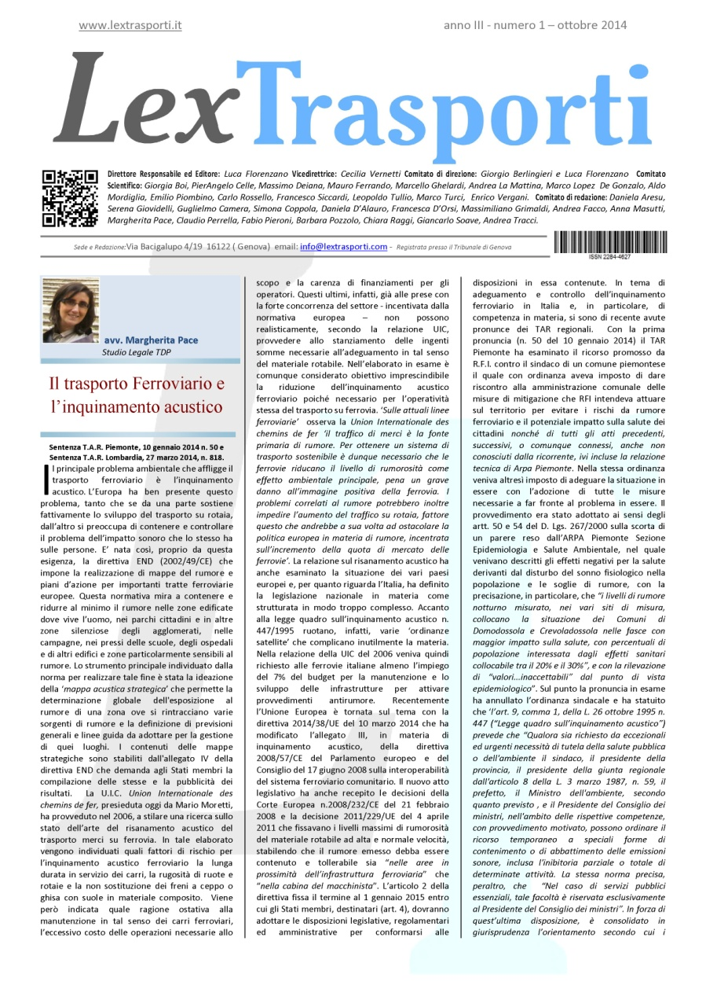 www.lextrasporti.it
anno III - numero 1 – ottobre 2014
LexTrasporti
Direttore Responsabile ed Editore: Luca Florenzano Vicedirettrice: Cecilia Vernetti Comitato di direzione: Giorgio Berlingieri e Luca Florenzano Comitato
Scientifico: Giorgia Boi, PierAngelo Celle, Massimo Deiana, Mauro Ferrando, Marcello Ghelardi, Andrea La Mattina, Marco Lopez De Gonzalo, Aldo
Mordiglia, Emilio Piombino, Carlo Rossello, Francesco Siccardi, Leopoldo Tullio, Marco Turci, Enrico Vergani. Comitato di redazione: Daniela Aresu,
Serena Giovidelli, Guglielmo Camera, Simona Coppola, Daniela D'Alauro, Francesca D'Orsi, Massimiliano Grimaldi, Andrea Facco, Anna Masutti,
Margherita Pace, Claudio Perrella, Fabio Pieroni, Barbara Pozzolo, Chiara Raggi, Giancarlo Soave, Andrea Tracci.
Sede e Redazione:Via Bacigalupo 4/19 16122 ( Genova) email: info@lextrasporti.com - Registrata presso il Tribunale di Genova
ISSN 2284-4627
avv. Margherita Pace
Studio Legale TDP
Il trasporto Ferroviario e
l'inquinamento acustico
Sentenza T.A.R. Piemonte, 10 gennaio 2014 n. 50 e
Sentenza T.A.R. Lombardia, 27 marzo 2014, n. 818.
Il principale problema ambientale che affligge il
trasporto ferroviario è l'inquinamento
acustico. L'Europa ha ben presente questo
problema, tanto che se da una parte sostiene
fattivamente lo sviluppo del trasporto su rotaia,
dall'altro si preoccupa di contenere e controllare
il problema dell'impatto sonoro che lo stesso ha
sulle persone. E' nata così, proprio da questa
esigenza, la direttiva END (2002/49/CE) che
impone la realizzazione di mappe del rumore e
piani d'azione per importanti tratte ferroviarie
europee. Questa normativa mira a contenere e
ridurre al minimo il rumore nelle zone edificate
dove vive l'uomo, nei parchi cittadini e in altre
zone silenziose degli agglomerati, nelle
campagne, nei pressi delle scuole, degli ospedali
e di altri edifici e zone particolarmente sensibili al
rumore. Lo strumento principale individuato dalla
norma per realizzare tale fine è stata la ideazione
della 'mappa acustica strategica' che permette la
determinazione globale dell'esposizione al
rumore di una zona ove si rintracciano varie
sorgenti di rumore e la definizione di previsioni
generali e linee guida da adottare per la gestione
di quei luoghi. I contenuti delle mappe
strategiche sono stabiliti dall'allegato IV della
direttiva END che demanda agli Stati membri la
compilazione delle stesse e la pubblicità dei
risultati. La U.I.C. Union Internationale des
chemins de fer, presieduta oggi da Mario Moretti,
ha provveduto nel 2006, a stilare una ricerca sullo
stato dell'arte del risanamento acustico del
trasporto merci su ferrovia. In tale elaborato
vengono individuati quali fattori di rischio per
l'inquinamento acustico ferroviario la lunga
durata in servizio dei carri, la rugosità di ruote e
rotaie e la non sostituzione dei freni a ceppo o
ghisa con suole in materiale composito. Viene
però indicata quale ragione ostativa alla
manutenzione in tal senso dei carri ferroviari,
l'eccessivo costo delle operazioni necessarie allo
scopo e la carenza di finanziamenti per gli
operatori. Questi ultimi, infatti, già alle prese con
la forte concorrenza del settore - incentivata dalla
normativa europea – non possono
realisticamente, secondo la relazione UIC,
provvedere allo stanziamento delle ingenti
somme necessarie all'adeguamento in tal senso
del materiale rotabile. Nell'elaborato in esame è
comunque considerato obiettivo imprescindibile
la riduzione dell'inquinamento acustico
ferroviario poiché necessario per l'operatività
stessa del trasporto su ferrovia. 'Sulle attuali linee
ferroviarie' osserva la Union Internationale des
chemins de fer 'il traffico di merci è la fonte
primaria di rumore. Per ottenere un sistema di
trasporto sostenibile è dunque necessario che le
ferrovie riducano il livello di rumorosità come
effetto ambientale principale, pena un grave
danno all'immagine positiva della ferrovia. I
problemi correlati al rumore potrebbero inoltre
impedire l'aumento del traffico su rotaia, fattore
questo che andrebbe a sua volta ad ostacolare la
politica europea in materia di rumore, incentrata
sull'incremento della quota di mercato delle
ferrovie'. La relazione sul risanamento acustico ha
anche esaminato la situazione dei vari paesi
europei e, per quanto riguarda l'Italia, ha definito
la legislazione nazionale in materia come
strutturata in modo troppo complesso. Accanto
alla legge quadro sull'inquinamento acustico n.
447/1995 ruotano, infatti, varie 'ordinanze
satellite' che complicano inutilmente la materia.
Nella relazione della UIC del 2006 veniva quindi
richiesto alle ferrovie italiane almeno l'impiego
del 7% del budget per la manutenzione e lo
sviluppo delle infrastrutture per attivare
provvedimenti antirumore. Recentemente
l'Unione Europea è tornata sul tema con la
direttiva 2014/38/UE del 10 marzo 2014 che ha
modificato l'allegato III, in materia di
inquinamento acustico, della direttiva
2008/57/CE del Parlamento europeo e del
Consiglio del 17 giugno 2008 sulla interoperabilità
del sistema ferroviario comunitario. Il nuovo atto
legislativo ha anche recepito le decisioni della
Corte Europea n.2008/232/CE del 21 febbraio
2008 e la decisione 2011/229/UE del 4 aprile
2011 che fissavano i livelli massimi di rumorosità
del materiale rotabile ad alta e normale velocità,
stabilendo che il rumore emesso debba essere
contenuto e tollerabile sia "nelle aree in
prossimità dell'infrastruttura ferroviaria" che
"nella cabina del macchinista". L'articolo 2 della
direttiva fissa il termine al 1 gennaio 2015 entro
cui gli Stati membri, destinatari (art. 4), dovranno
adottare le disposizioni legislative, regolamentari
ed amministrative per conformarsi alle
disposizioni in essa contenute. In tema di
adeguamento e controllo dell'inquinamento
ferroviario in Italia e, in particolare, di
competenza in materia, si sono di recente avute
pronunce dei TAR regionali. Con la prima
pronuncia (n. 50 del 10 gennaio 2014) il TAR
Piemonte ha esaminato il ricorso promosso da
R.F.I. contro il sindaco di un comune piemontese
il quale con ordinanza aveva imposto di dare
riscontro alla amministrazione comunale delle
misure di mitigazione che RFI intendeva attuare
sul territorio per evitare i rischi da rumore
ferroviario e il potenziale impatto sulla salute dei
cittadini nonché di tutti gli atti precedenti,
successivi, o comunque connessi, anche non
conosciuti dalla ricorrente, ivi incluse la relazione
tecnica di Arpa Piemonte. Nella stessa ordinanza
veniva altresì imposto di adeguare la situazione in
essere con l'adozione di tutte le misure
necessarie a far fronte al problema in essere. Il
provvedimento era stato adottato ai sensi degli
artt. 50 e 54 del D. Lgs. 267/2000 sulla scorta di
un parere reso dall'ARPA Piemonte Sezione
Epidemiologia e Salute Ambientale, nel quale
venivano descritti gli effetti negativi per la salute
derivanti dal disturbo del sonno fisiologico nella
popolazione e le soglie di rumore, con la
precisazione, in particolare, che "i livelli di rumore
notturno misurato, nei vari siti di misura,
collocano la situazione dei Comuni di
Domodossola e Crevoladossola nelle fasce con
maggior impatto sulla salute, con percentuali di
popolazione interessata dagli effetti sanitari
collocabile tra il 20% e il 30%", e con la rilevazione
di "valori...inaccettabili" dal punto di vista
epidemiologico". Sul punto la pronuncia in esame
ha annullato l'ordinanza sindacale e ha statuito
che 'l'art. 9, comma 1, della L. 26 ottobre 1995 n.
447 ("Legge quadro sull'inquinamento acustico")
prevede che "Qualora sia richiesto da eccezionali
ed urgenti necessità di tutela della salute pubblica
o dell'ambiente il sindaco, il presidente della
provincia, il presidente della giunta regionale
dall'articolo 8 della L. 3 marzo 1987, n. 59, il
prefetto, il Ministro dell'ambiente, secondo
quanto previsto , e il Presidente del Consiglio dei
ministri, nell'ambito delle rispettive competenze,
con provvedimento motivato, possono ordinare il
ricorso temporaneo a speciali forme di
contenimento o di abbattimento delle emissioni
sonore, inclusa l'inibitoria parziale o totale di
determinate attività. La stessa norma precisa,
peraltro, che "Nel caso di servizi pubblici
essenziali, tale facoltà è riservata esclusivamente
al Presidente del Consiglio dei ministri". In forza di
quest'ultima disposizione, è consolidato in
giurisprudenza l'orientamento secondo cui i